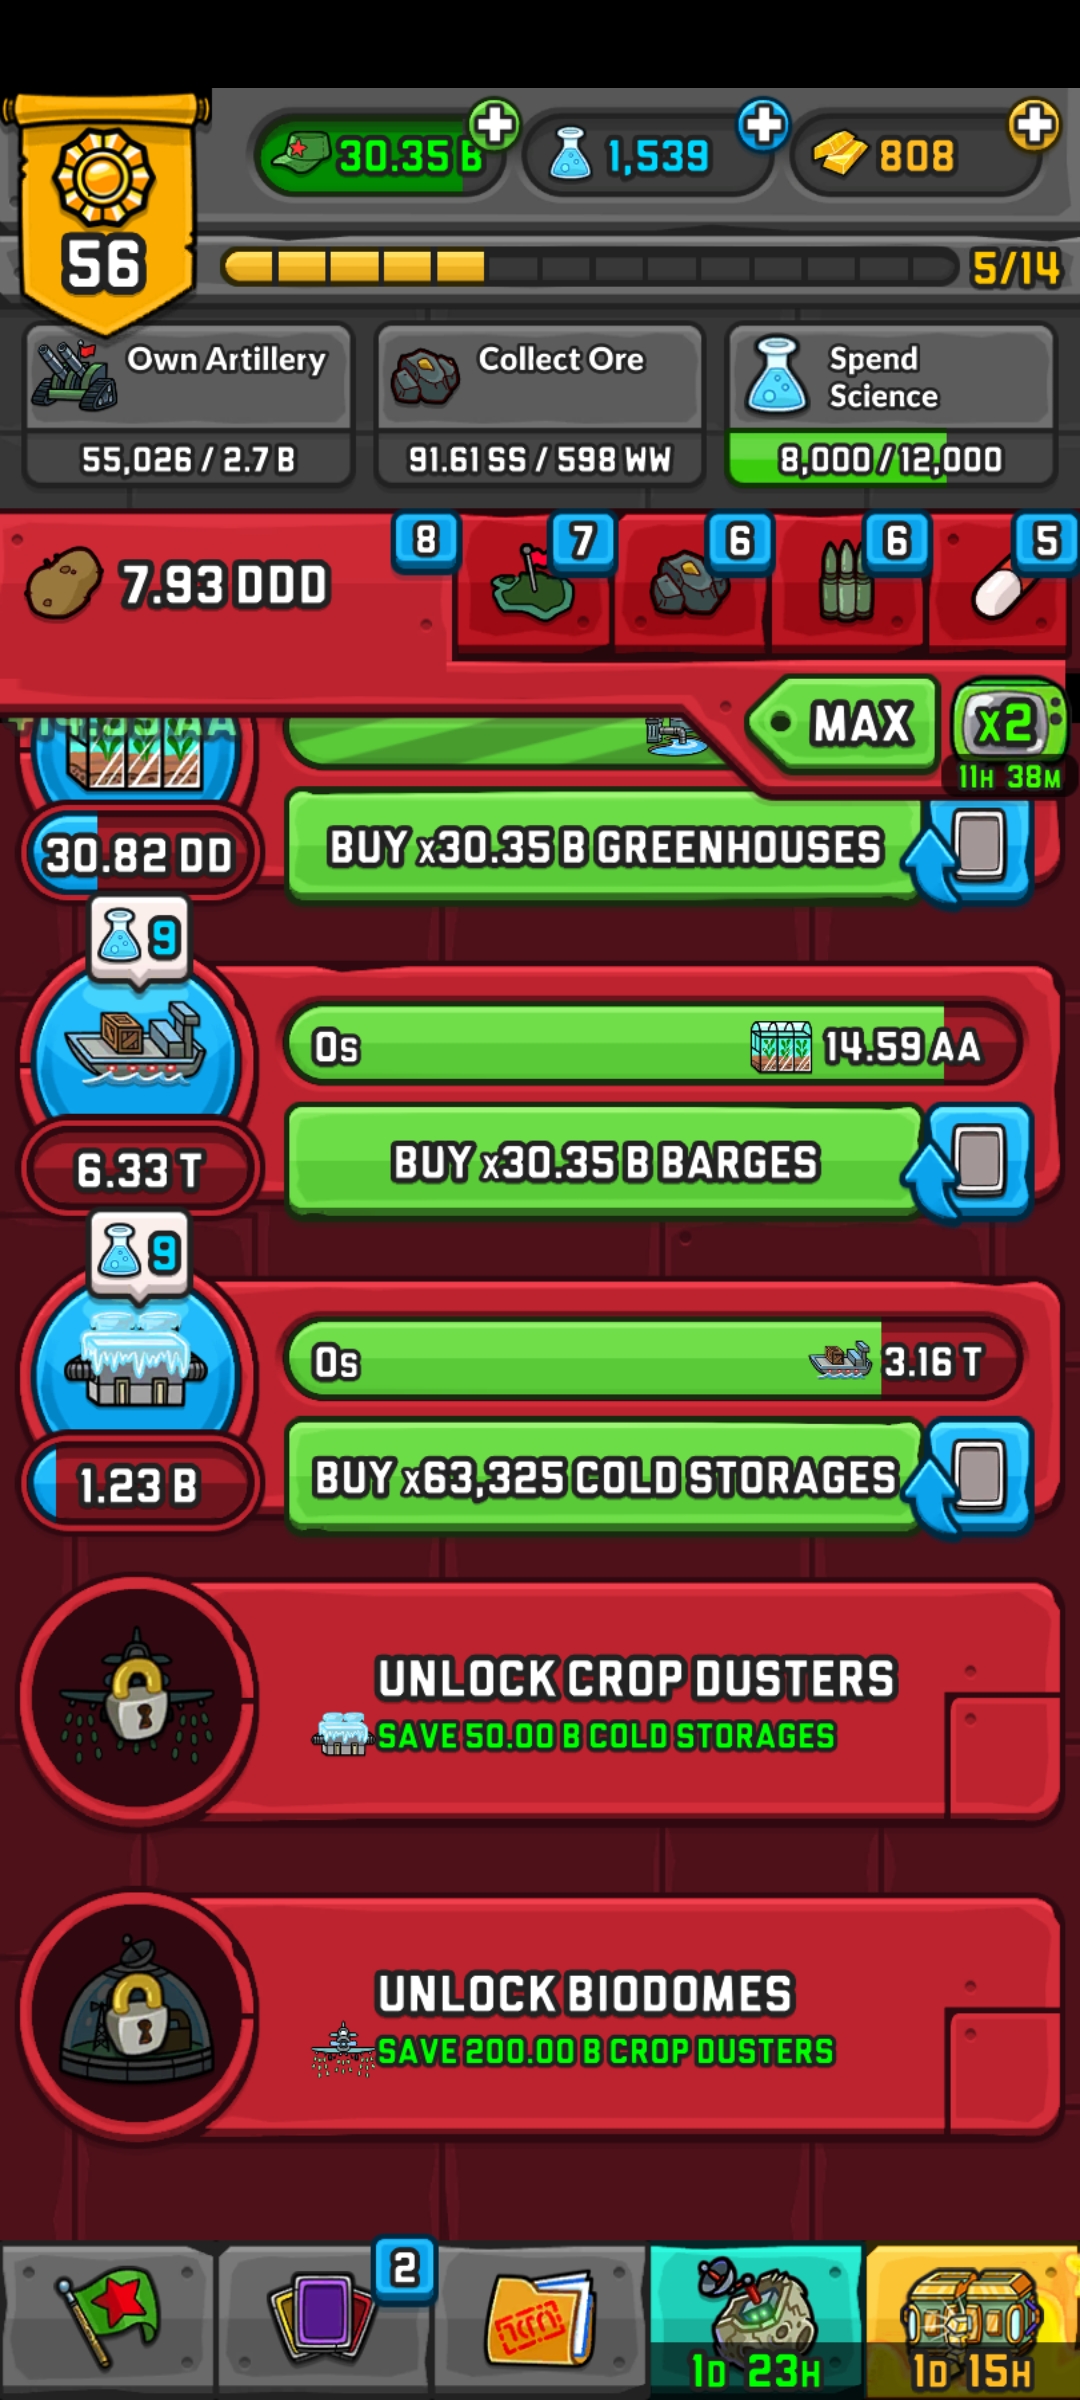 30.35 B
1,539
808
56
5/14
Own Artillery
55,026 / 2.7 B
Collect Ore
91.61 SS / 598 WW
Spend
Science
8,000 / 12,000
7.93 DDD
8
7
6
6
5
MAX
X2
11H 38M
+14.59 AA
30.82 DD
BUY x30.35 B GREENHOUSES
9
0s
14.59 AA
6.33 T
BUY x30.35 B BARGES
9
0s
3.16 T
1.23 B
BUY x63,325 COLD STORAGES
UNLOCK CROP DUSTERS
SAVE 50.00 B COLD STORAGES
UNLOCK BIODOMES
SAVE 200.00 B CROP DUSTERS
2
1D 23H
1D 15H